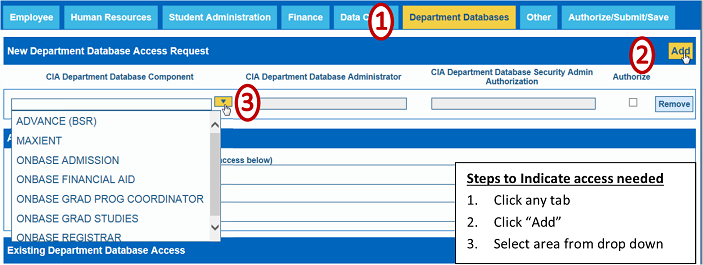 Employee Human Resources Student Administration Finance Data 1 Department Databases Other Authorize/Submit/Save
New Department Database Access Request 2 Add
CIA Department Database Component CIA Department Database Administrator CIA Department Database Security Admin Authorization Authorize
3 Remove
ADVANCE (BSR)
MAXIENT
ONBASE ADMISSION
access below)
ONBASE FINANCIAL AID
ONBASE GRAD PROG COORDINATOR
ONBASE GRAD STUDIES
ONBASE REGISTRAR
Existing Department Database Access
Steps to Indicate access needed
1. Click any tab
2. Click “Add”
3. Select area from drop down